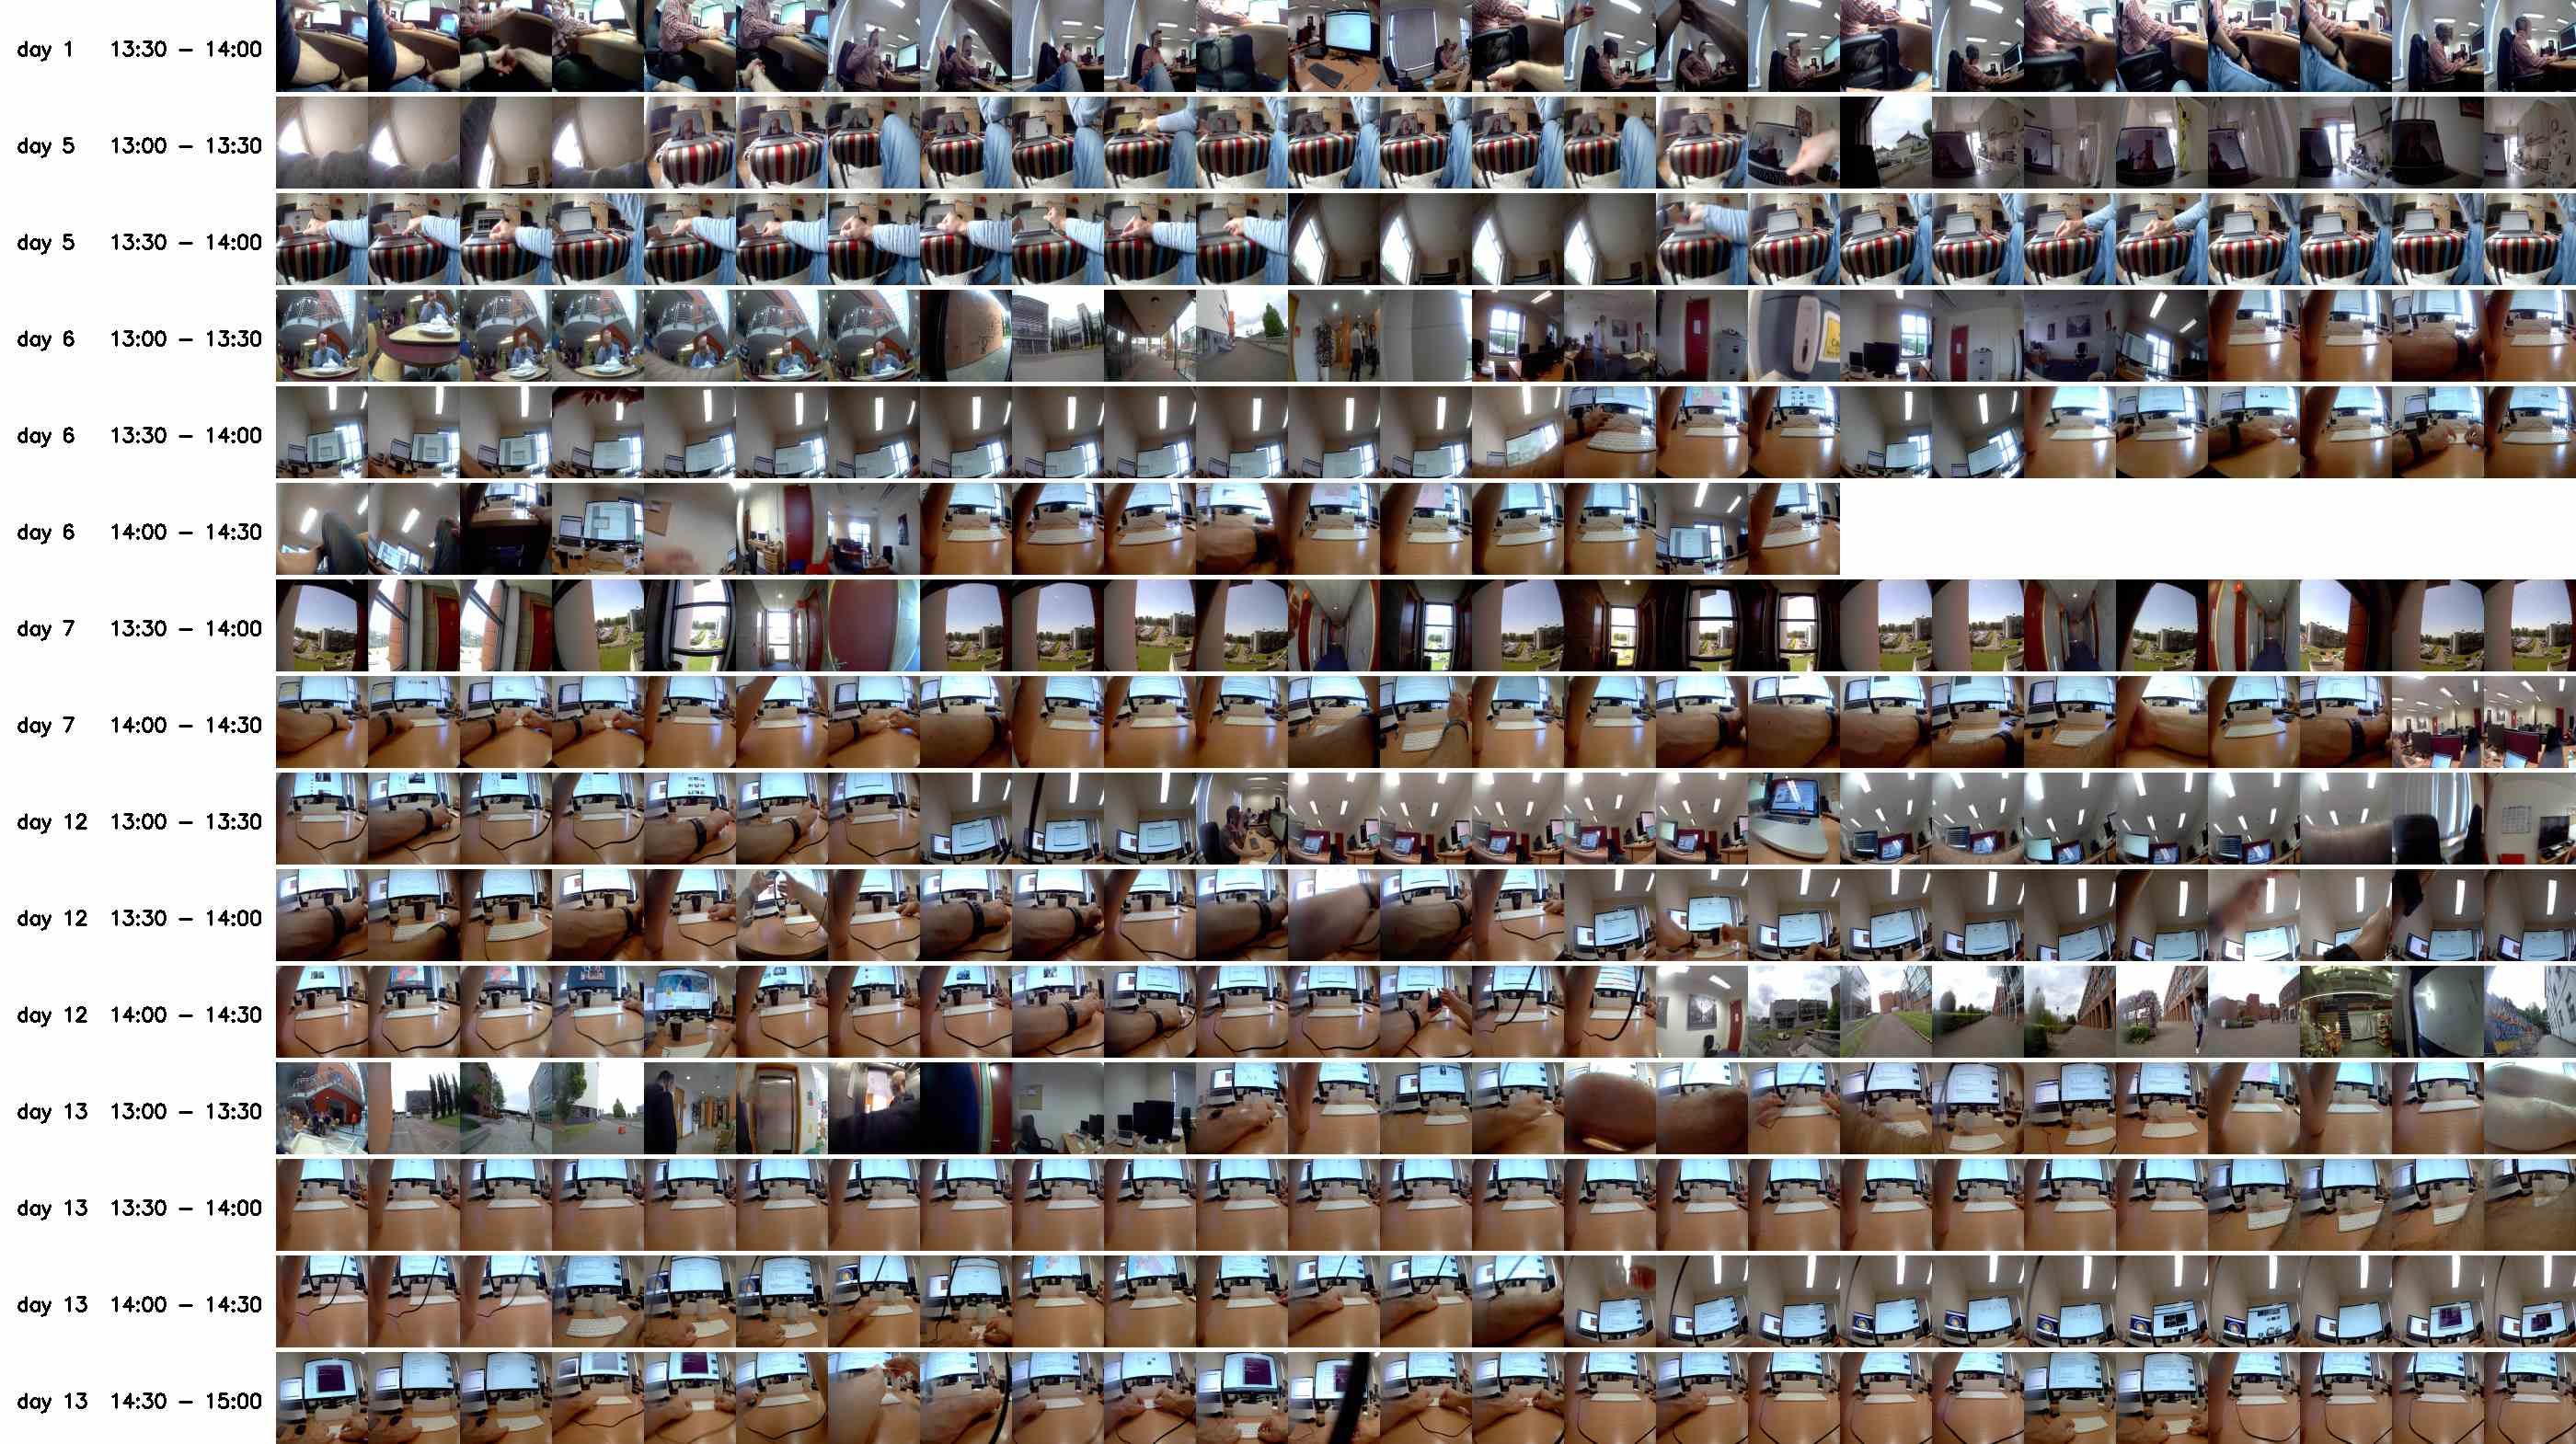 day 1 13:30 - 14:00
day 5 13:00 - 13:30
day 5 13:30 - 14:00
day 6 13:00 - 13:30
day 6 13:30 - 14:00
day 6 14:00 - 14:30
day 7 13:30 - 14:00
day 7 14:00 - 14:30
day 12 13:00 - 13:30
day 12 13:30 - 14:00
day 12 14:00 - 14:30
day 13 13:00 - 13:30
day 13 13:30 - 14:00
day 13 14:00 - 14:30
day 13 14:30 - 15:00